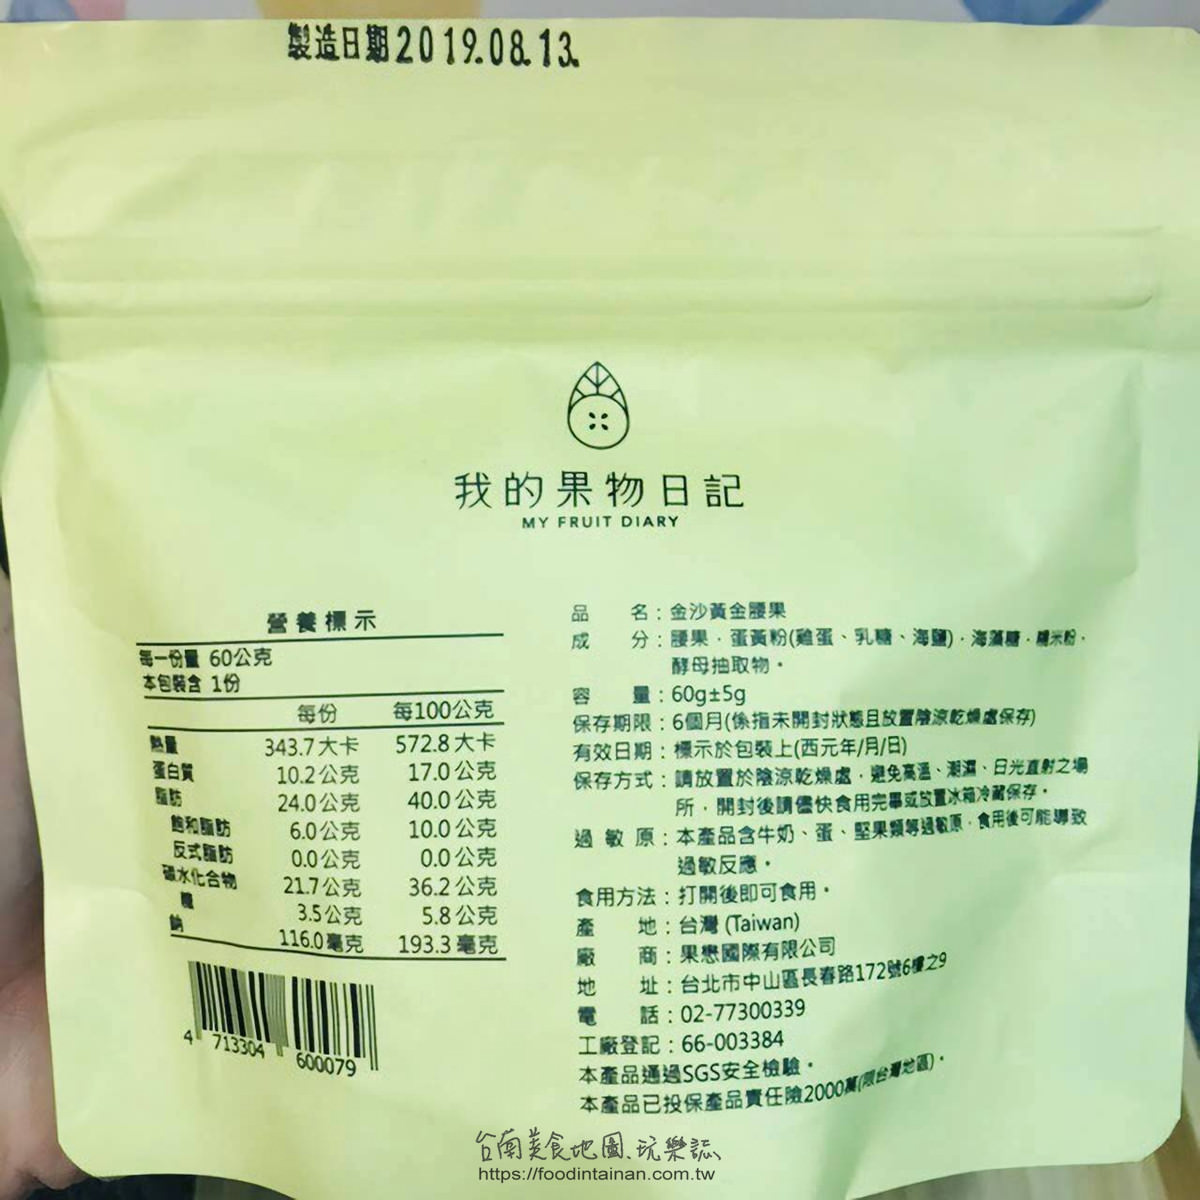 製造日期2019.08.13.
我的果物日記
MY FRUIT DIARY
營養標示
每一份量 60公克
本包裝含 1份
每份 每100公克
熱量 343.7大卡 572.8大卡
蛋白質 10.2公克 17.0公克
脂肪 24.0公克 40.0公克
飽和脂肪 6.0公克 10.0公克
反式脂肪 0.0公克 0.0公克
碳水化合物 21.7公克 36.2公克
糖 3.5公克 5.8公克
鈉 116.0毫克 193.3毫克
4 713304 600079
品名：金沙黃金腰果
成分：腰果，蛋黃粉(雞蛋、乳糖、海鹽)，海藻糖，糯米粉，
酵母抽取物。
容量：60g±5g
保存期限：6個月(係指未開封狀態且放置陰涼乾燥處保存)
有效日期：標示於包裝上(西元年/月/日)
保存方式：請放置於陰涼乾燥處，避免高溫、潮濕、日光直射之場
所，開封後請儘快食用完畢或放置冰箱冷藏保存。
過敏原：本產品含牛奶、蛋、堅果類等過敏原，食用後可能導致
過敏反應。
食用方法：打開後即可食用。
產地：台灣 (Taiwan)
廠商：果懋國際有限公司
地址：台北市中山區長春路172號6樓之9
電話：02-77300339
工廠登記：66-003384
本產品通過SGS安全檢驗。
本產品已投保產品責任險2000萬(限台灣地區)。
台南美食地圖.玩樂誌
https://foodintainan.com.tw